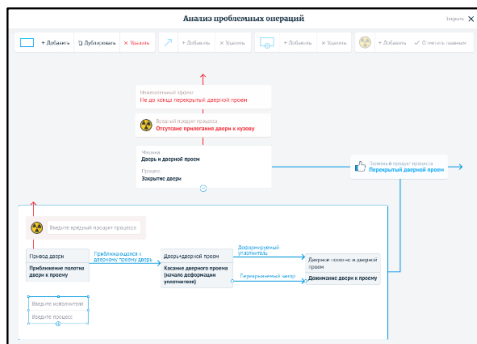 Анализ проблемных операций
Закрыть ✕
+ Добавить
Дублировать
× Удалить
+ Добавить
× Удалить
+ Добавить
× Удалить
+ Добавить
✓ Отметить главным
Нежелательный эффект
Не до конца перекрытый дверной проем
Вредный продукт процесса
Отсутствие прилегания двери к кузову
Дверь и дверной проем
Процесс
Закрытие двери
Полезный продукт процесса
Перекрытый дверной проем
Введите вредный продукт процесса
Привод двери
Приближение полотна
двери к проему
Приближающаяся к
дверному проему дверь
Дверь+дверной проем
Касание дверного проема
(начало деформации
уплотнителя)
Деформируемый
уплотнитель
Перекрываемый зазор
Дверное полотно и дверной
проем
Дожимание двери к проему
Введите исполнителя
Введите процесс